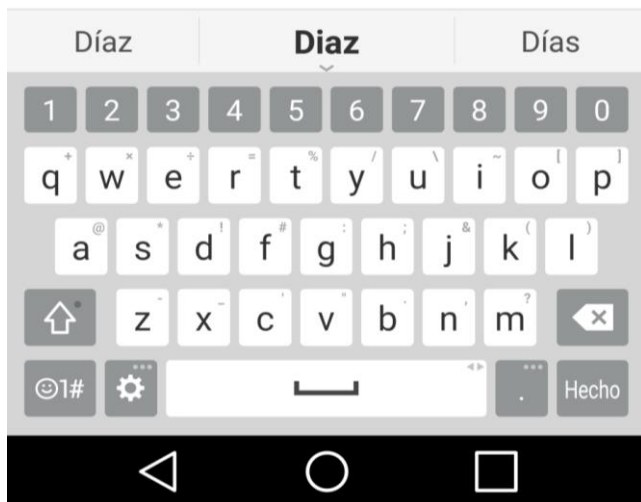 Díaz Diaz Días
1 2 3 4 5 6 7 8 9 0
q + w × e ÷ r = t % y / u \ i ~ o [ p ]
a @ s * d ! f # g : h ; j & k ( l )
z - x _ c ' v " b . n , m ?
☺1# . Hecho